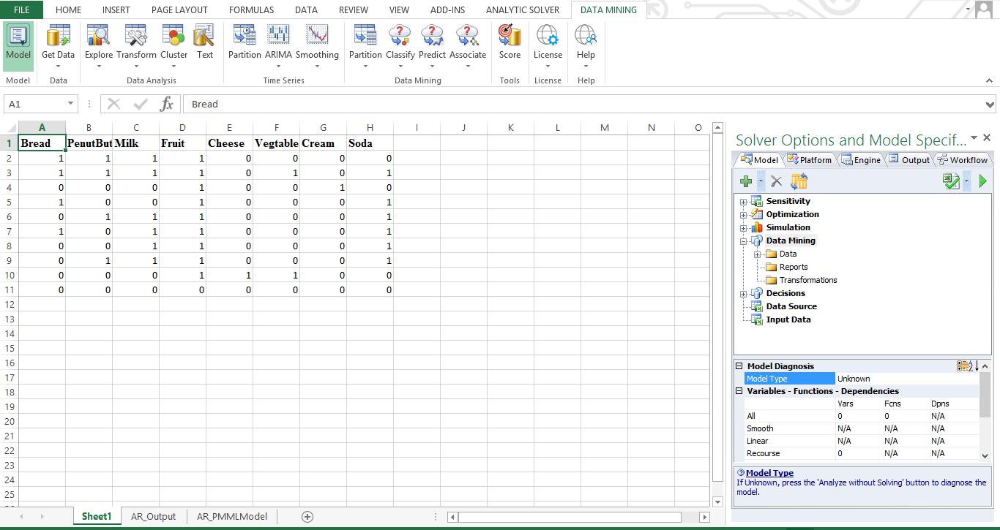 FILE HOME INSERT PAGE LAYOUT FORMULAS DATA REVIEW VIEW ADD-INS ANALYTIC SOLVER DATA MINING
Model Get Data Explore Transform Cluster Text Partition ARIMA Smoothing Partition Classify Predict Associate Score License Help
Model Data Data Analysis Time Series Data Mining Tools License Help
A1 fx Bread
A B C D E F G H I J K L M N O
1 Bread PenutBut Milk Fruit Cheese Vegtable Cream Soda
2 1 1 1 1 0 0 0 0
3 1 1 1 1 0 1 0 1
4 0 0 0 1 0 0 1 0
5 1 0 0 1 0 0 0 1
6 0 1 1 1 0 0 0 1
7 1 0 1 1 0 0 0 1
8 0 0 1 1 0 0 0 1
9 0 1 1 1 0 0 0 1
10 0 0 0 1 1 1 0 0
11 0 0 0 0 0 0 0 0
12
13
14
15
16
17
18
19
20
21
22
23
24
25
Sheet1 AR_Output AR_PMMLModel
Solver Options and Model Specif...
Model Platform Engine Output Workflow
Sensitivity
Optimization
Simulation
Data Mining
Data
Reports
Transformations
Decisions
Data Source
Input Data
Model Diagnosis
Model Type Unknown
Variables - Functions - Dependencies
Vars Fcns Dpns
All 0 0 N/A
Smooth N/A N/A N/A
Linear N/A N/A N/A
Recourse 0 N/A N/A
Model Type
If Unknown, press the 'Analyze without Solving' button to diagnose the
model.